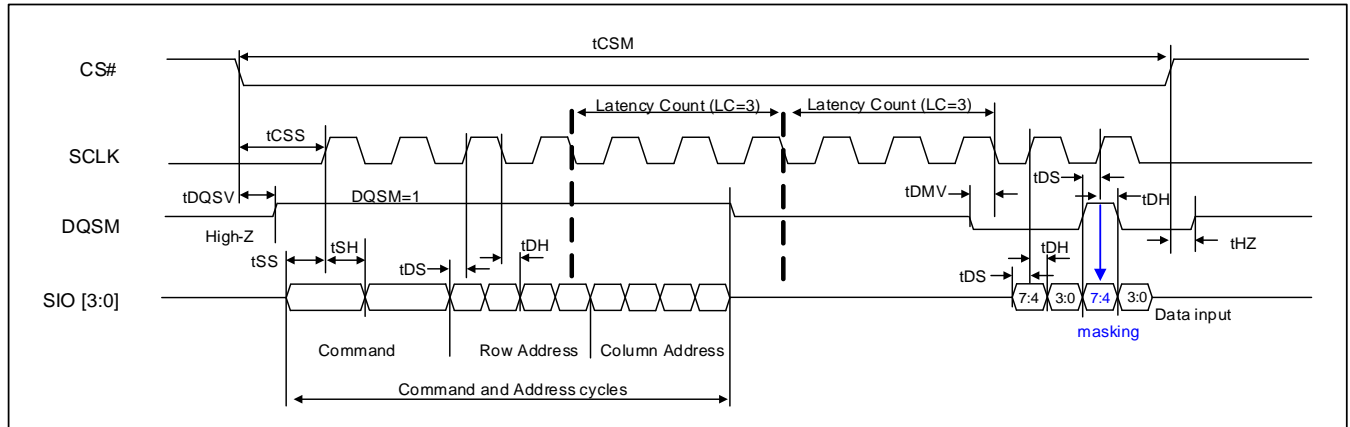 tCSM
CS#
Latency Count (LC=3) Latency Count (LC=3)
tCSS
SCLK
tDS
tDQSV DQSM=1 tDMV tDH
DQSM
High-Z tSH tDH tHZ
tSS tDS tDH
tDS
SIO [3:0] 7:4 3:0 7:4 3:0
Data input
masking
Command Row Address Column Address
Command and Address cycles